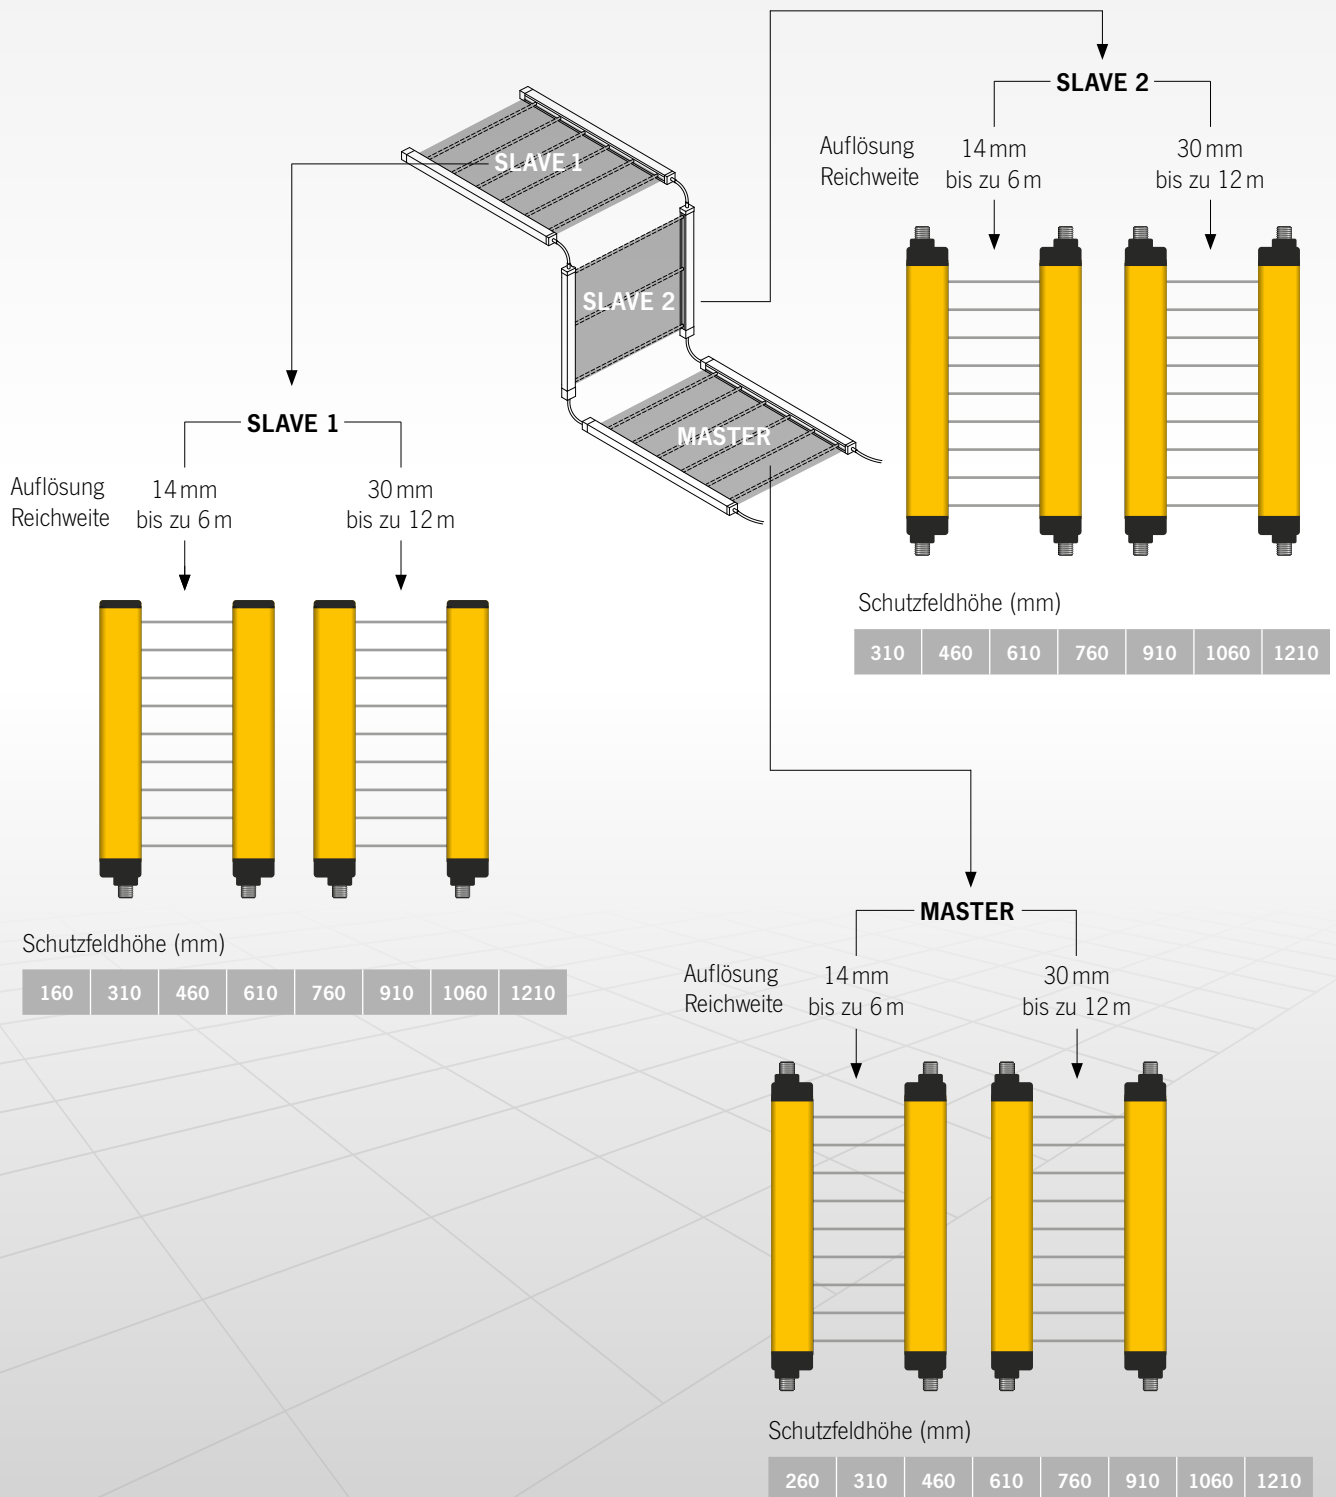 SLAVE 2
Auflösung 14 mm 30 mm
Reichweite bis zu 6 m bis zu 12 m
SLAVE 1
SLAVE 2
MASTER
Schutzfeldhöhe (mm)
310 460 610 760 910 1060 1210
SLAVE 1
Auflösung 14 mm 30 mm
Reichweite bis zu 6 m bis zu 12 m
Schutzfeldhöhe (mm)
160 310 460 610 760 910 1060 1210
MASTER
Auflösung 14 mm 30 mm
Reichweite bis zu 6 m bis zu 12 m
Schutzfeldhöhe (mm)
260 310 460 610 760 910 1060 1210